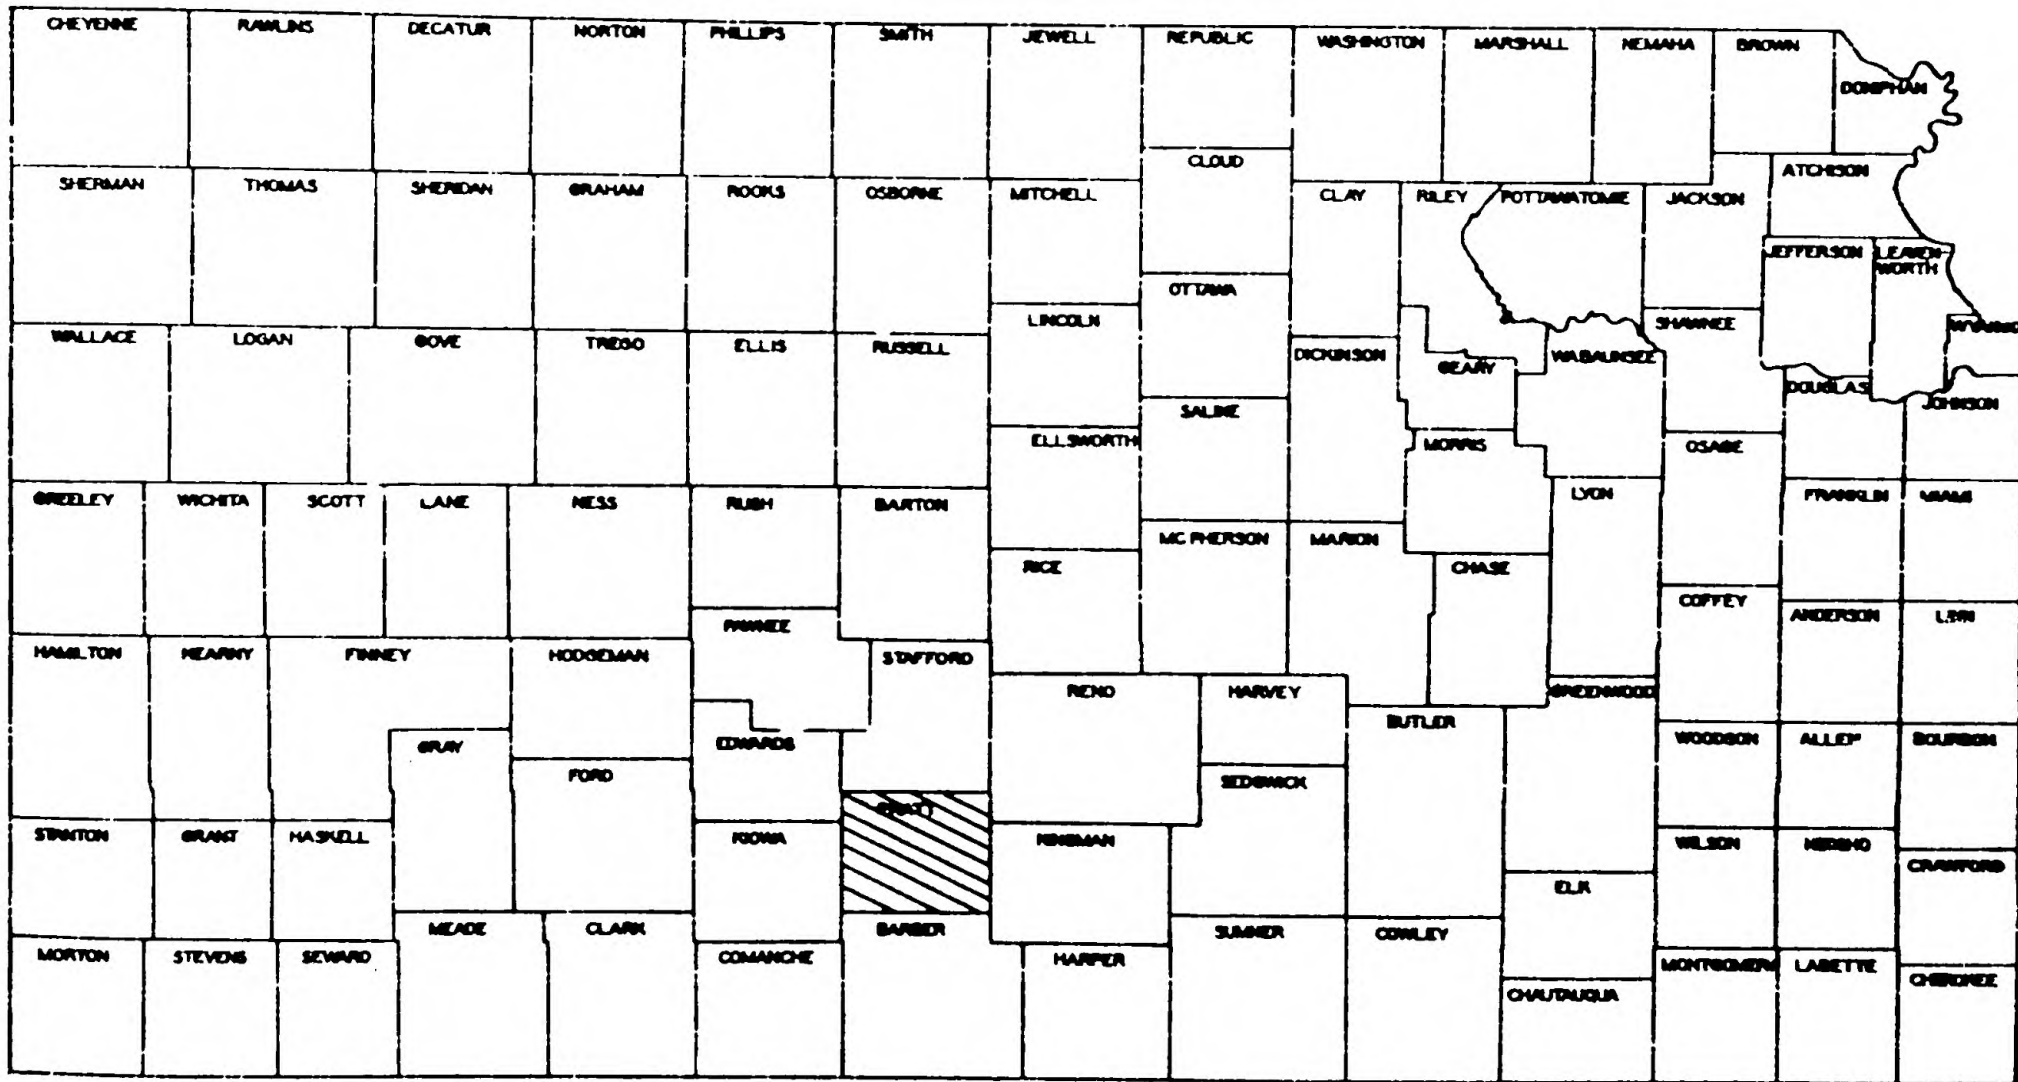 CHEYENNE RAWLINS DECATUR NORTON PHILLIPS SMITH JEWELL REPUBLIC WASHINGTON MARSHALL NEMAHA BROWN
DONIPHAN
CLOUD
ATCHISON
SHERMAN THOMAS SHERIDAN GRAHAM ROOKS OSBORNE MITCHELL CLAY RILEY POTTAWATOMIE JACKSON
JEFFERSON LEAVEN
WORTH
OTTAWA
LINCOLN SHAWNEE
WALLACE LOGAN GOVE TREGO ELLIS RUSSELL DICKINSON GEARY WABAUNSEE
DOUGLAS JOHNSON
SALINE
ELLSWORTH MORRIS OSAGE
GREELEY WICHITA SCOTT LANE NESS RUSH BARTON LYON FRANKLIN MIAMI
MC PHERSON MARION
RICE CHASE
COFFEY
PAWNEE ANDERSON LINN
HAMILTON KEARNY FINNEY HODGEMAN STAFFORD
RENO HARVEY GREENWOOD
BUTLER
GRAY EDWARDS WOODSON ALLEN BOURBON
FORD SEDGWICK
PRATT
STANTON GRANT HASKELL KIOWA KINGMAN WILSON NEOSHO
CRAWFORD
ELK
MEADE CLARK BARBER SUMNER COWLEY
MORTON STEVENS SEWARD COMANCHE HARPER MONTGOMERY LABETTE
CHEROKEE
CHAUTAUQUA